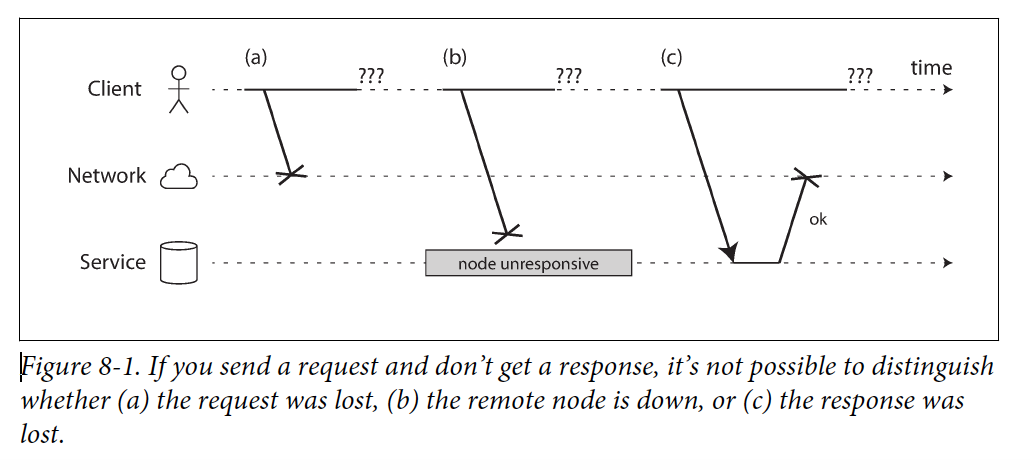 (a)
(b)
(c)
??? ??? ??? time
Client
Network
ok
Service
node unresponsive
Figure 8-1. If you send a request and don’t get a response, it’s not possible to distinguish
whether (a) the request was lost, (b) the remote node is down, or (c) the response was
lost.